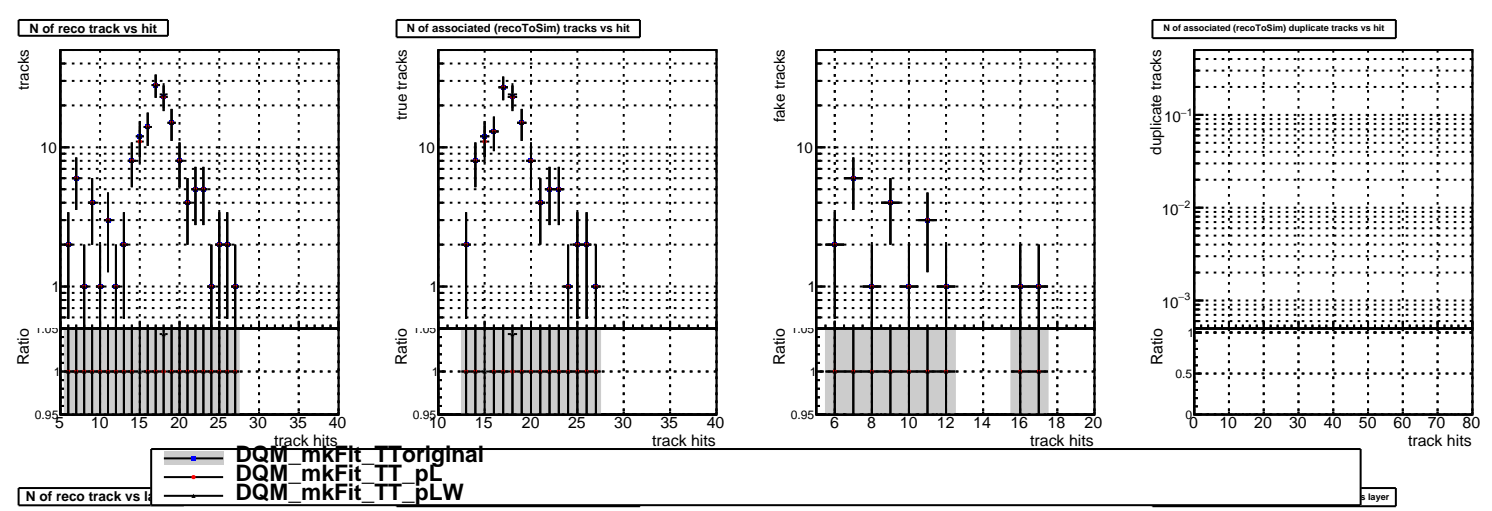 N of reco track vs hit
N of associated (recoToSim) tracks vs hit
N of associated (recoToSim) duplicate tracks vs hit
tracks
true tracks
fake tracks
duplicate tracks
10
1
10
1
10
1
10−1
10−2
10−3
Ratio
1.05
1
0.95
Ratio
1.05
1
0.95
Ratio
1.05
1
0.95
Ratio
1
0.5
0
5 10 15 20 25 30 35 40
10 15 20 25 30 35 40
6 8 10 12 14 16 18 20
0 10 20 30 40 50 60 70 80
track hits
track hits
track hits
track hits
DQM_mkFit_TToriginal
DQM_mkFit_TT_pL
DQM_mkFit_TT_pLW
N of reco track vs
s layer